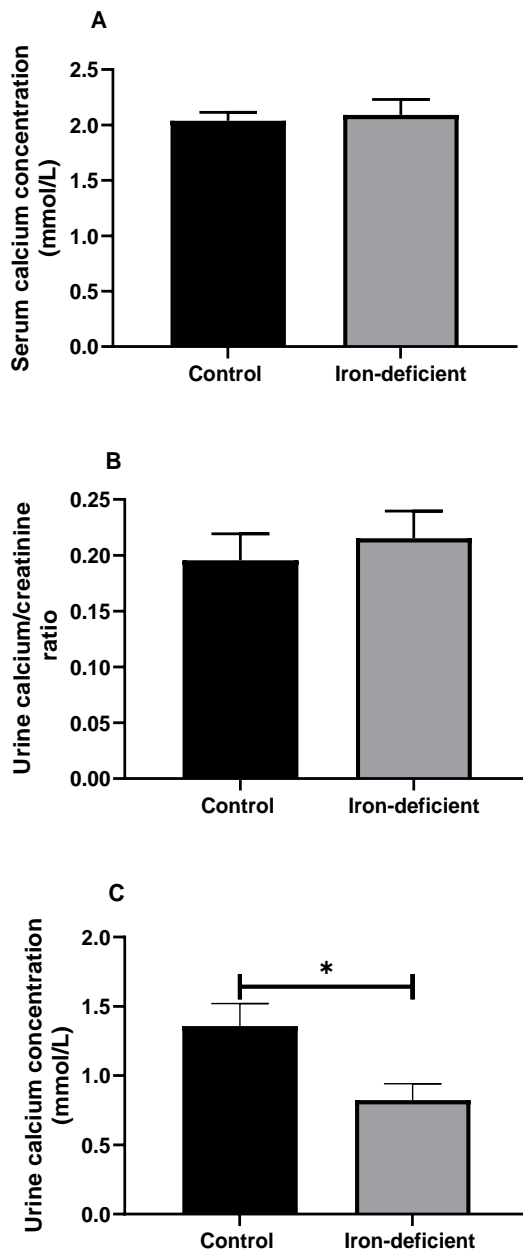 A
Serum calcium concentration
(mmol/L)
2.5
2.0
1.5
1.0
0.5
0.0
Control Iron-deficient
B
Urine calcium/creatinine
ratio
0.25
0.20
0.15
0.10
0.05
0.00
Control Iron-deficient
C
Urine calcium concentration
(mmol/L)
2.0
1.5
1.0
0.5
0.0
*
Control Iron-deficient